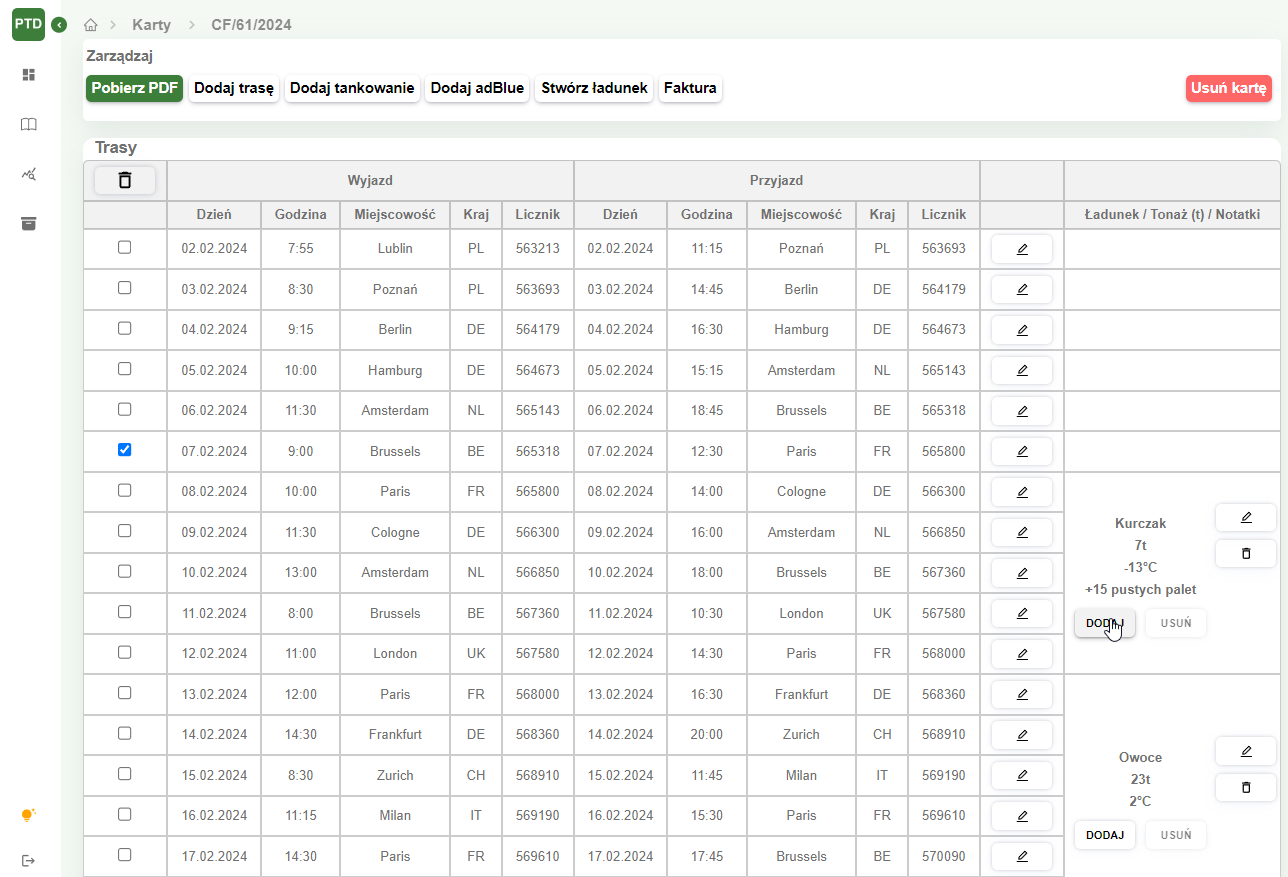 PTD
Karty
CF/61/2024
Zarządzaj
Pobierz PDF
Dodaj trasę
Dodaj tankowanie
Dodaj adBlue
Stwórz ładunek
Faktura
Usuń kartę
Trasy
Wyjazd Przyjazd
Dzień Godzina Miejscowość Kraj Licznik Dzień Godzina Miejscowość Kraj Licznik Ładunek / Tonaż (t) / Notatki
02.02.2024 7:55 Lublin PL 563213 02.02.2024 11:15 Poznań PL 563693
03.02.2024 8:30 Poznań PL 563693 03.02.2024 14:45 Berlin DE 564179
04.02.2024 9:15 Berlin DE 564179 04.02.2024 16:30 Hamburg DE 564673
05.02.2024 10:00 Hamburg DE 564673 05.02.2024 15:15 Amsterdam NL 565143
06.02.2024 11:30 Amsterdam NL 565143 06.02.2024 18:45 Brussels BE 565318
07.02.2024 9:00 Brussels BE 565318 07.02.2024 12:30 Paris FR 565800
08.02.2024 10:00 Paris FR 565800 08.02.2024 14:00 Cologne DE 566300
09.02.2024 11:30 Cologne DE 566300 09.02.2024 16:00 Amsterdam NL 566850
10.02.2024 13:00 Amsterdam NL 566850 10.02.2024 18:00 Brussels BE 567360
11.02.2024 8:00 Brussels BE 567360 11.02.2024 10:30 London UK 567580
12.02.2024 11:00 London UK 567580 12.02.2024 14:30 Paris FR 568000
13.02.2024 12:00 Paris FR 568000 13.02.2024 16:30 Frankfurt DE 568360
14.02.2024 14:30 Frankfurt DE 568360 14.02.2024 20:00 Zurich CH 568910
15.02.2024 8:30 Zurich CH 568910 15.02.2024 11:45 Milan IT 569190
16.02.2024 11:15 Milan IT 569190 16.02.2024 15:30 Paris FR 569610
17.02.2024 14:30 Paris FR 569610 17.02.2024 17:45 Brussels BE 570090
Kurczak
7t
-13°C
+15 pustych palet
DODAJ USUŃ
Owoce
23t
2°C
DODAJ USUŃ